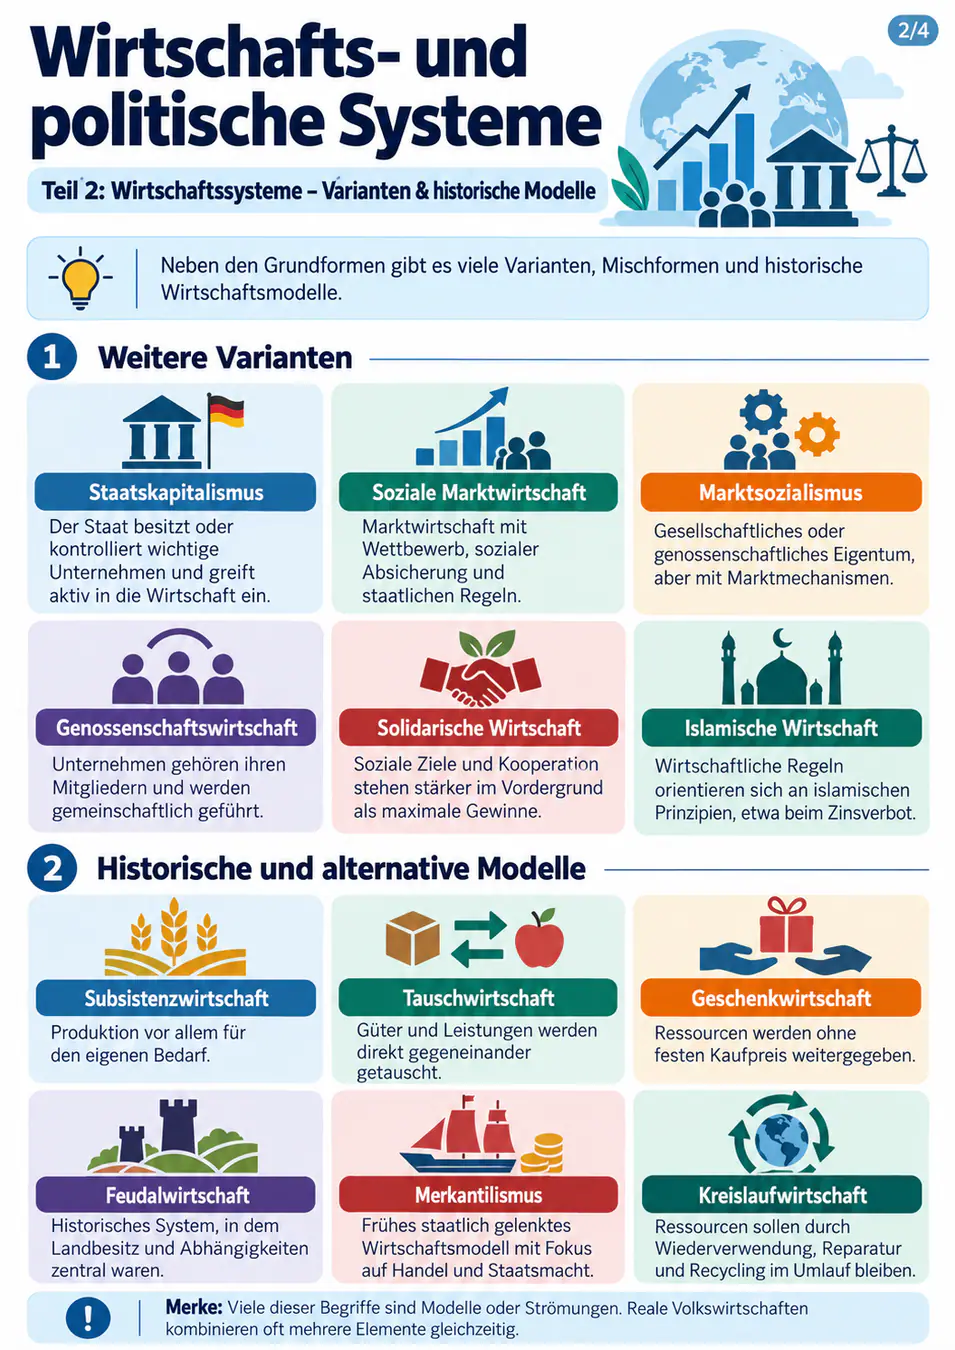 Wirtschafts- und
politische Systeme
2/4
Teil 2: Wirtschaftssysteme – Varianten & historische Modelle
Neben den Grundformen gibt es viele Varianten, Mischformen und historische
Wirtschaftsmodelle.
1 Weitere Varianten
Staatskapitalismus
Der Staat besitzt oder
kontrolliert wichtige
Unternehmen und greift
aktiv in die Wirtschaft ein.
Soziale Marktwirtschaft
Marktwirtschaft mit
Wettbewerb, sozialer
Absicherung und
staatlichen Regeln.
Marktsozialismus
Gesellschaftliches oder
genossenschaftliches Eigentum,
aber mit Marktmechanismen.
Genossenschaftswirtschaft
Unternehmen gehören ihren
Mitgliedern und werden
gemeinschaftlich geführt.
Solidarische Wirtschaft
Soziale Ziele und Kooperation
stehen stärker im Vordergrund
als maximale Gewinne.
Islamische Wirtschaft
Wirtschaftliche Regeln
orientieren sich an islamischen
Prinzipien, etwa beim Zinsverbot.
2 Historische und alternative Modelle
Subsistenzwirtschaft
Produktion vor allem für
den eigenen Bedarf.
Tauschwirtschaft
Güter und Leistungen werden
direkt gegeneinander
getauscht.
Geschenkwirtschaft
Ressourcen werden ohne
festen Kaufpreis weitergegeben.
Feudalwirtschaft
Historisches System, in dem
Landbesitz und Abhängigkeiten
zentral waren.
Merkantilismus
Frühes staatlich gelenktes
Wirtschaftsmodell mit Fokus
auf Handel und Staatsmacht.
Kreislaufwirtschaft
Ressourcen sollen durch
Wiederverwendung, Reparatur
und Recycling im Umlauf bleiben.
! Merke: Viele dieser Begriffe sind Modelle oder Strömungen. Reale Volkswirtschaften
kombinieren oft mehrere Elemente gleichzeitig.